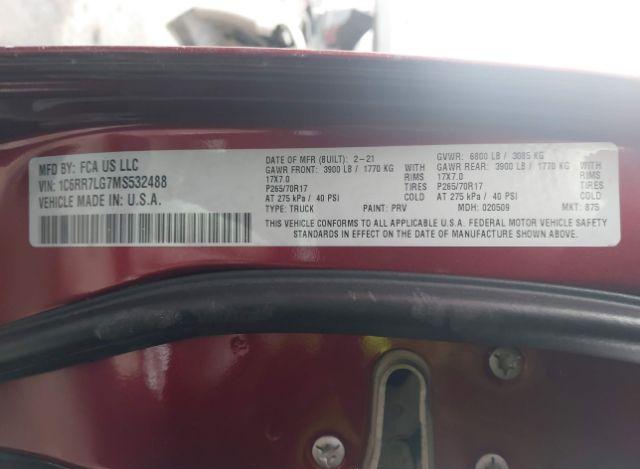 MFD BY: FCA US LLC
VIN: 1C6RR7LG7MS532488
VEHICLE MADE IN: U.S.A.
DATE OF MFR (BUILT): 2-21
GAWR FRONT: 3900 LB / 1770 KG
17X7.0
P265/70R17
AT 275 kPa / 40 PSI
TYPE: TRUCK PAINT: PRV
GVWR: 6800 LB / 3085 KG
GAWR REAR: 3900 LB / 1770 KG
17X7.0 RIMS
P265/70R17 TIRES
AT 275 kPa / 40 PSI COLD
MDH: 020509 MKT: 875
RIMS
TIRES
COLD
THIS VEHICLE CONFORMS TO ALL APPLICABLE U.S.A. FEDERAL MOTOR VEHICLE SAFETY
STANDARDS IN EFFECT ON THE DATE OF MANUFACTURE SHOWN ABOVE.